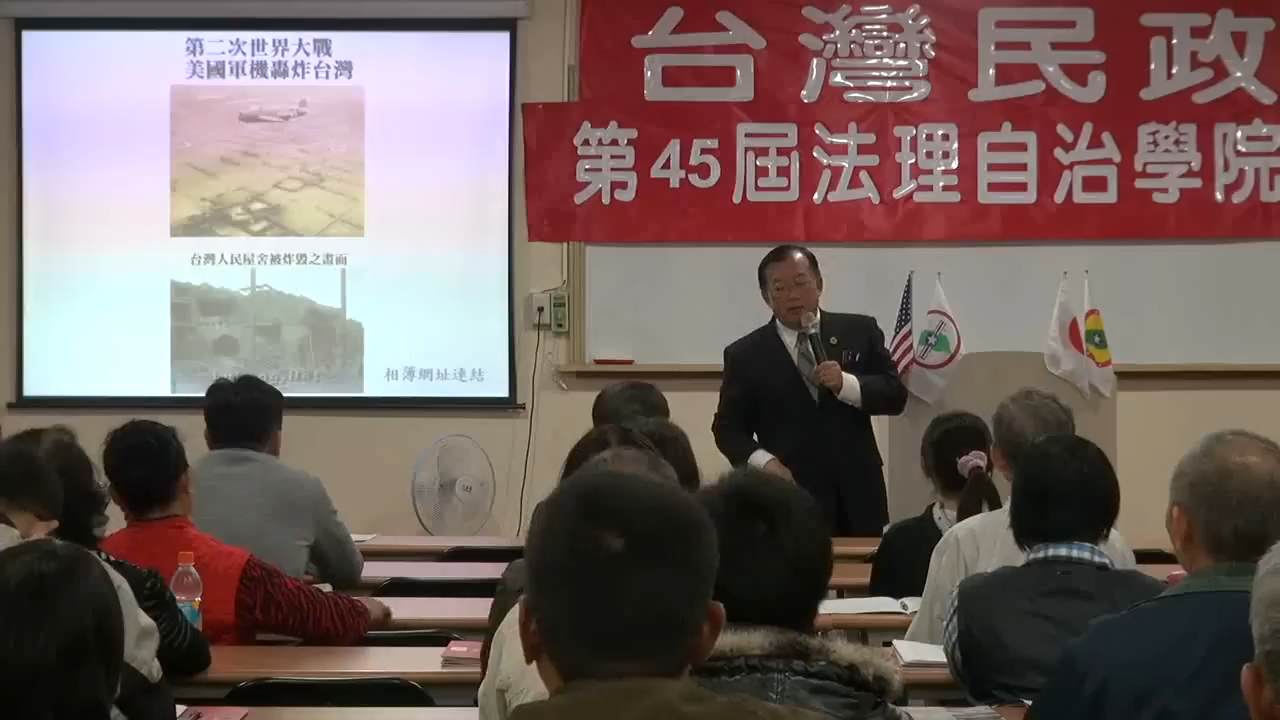 第二次世界大戰
美國軍機轟炸台灣
台灣人民屋舍被炸毀之畫面
相薄網址連結
台灣民政
第45屆法理自治學院